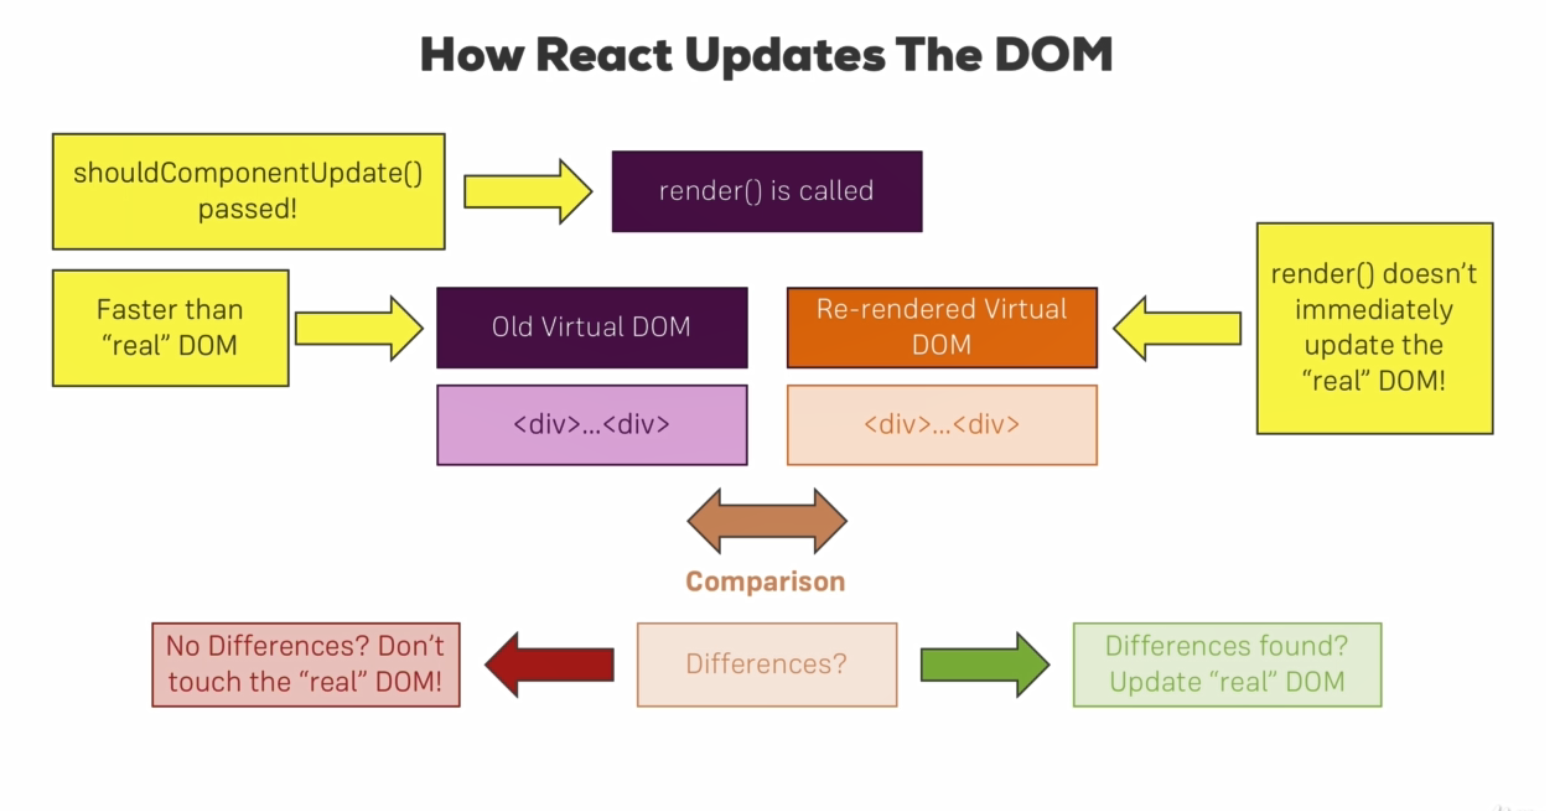 How React Updates The DOM
shouldComponentUpdate()
passed!
render() is called
Faster than
“real” DOM
Old Virtual DOM
Re-rendered Virtual
DOM
render() doesn’t
immediately
update the
“real” DOM!
<div>...<div>
<div>...<div>
Comparison
No Differences? Don’t
touch the “real” DOM!
Differences?
Differences found?
Update “real” DOM